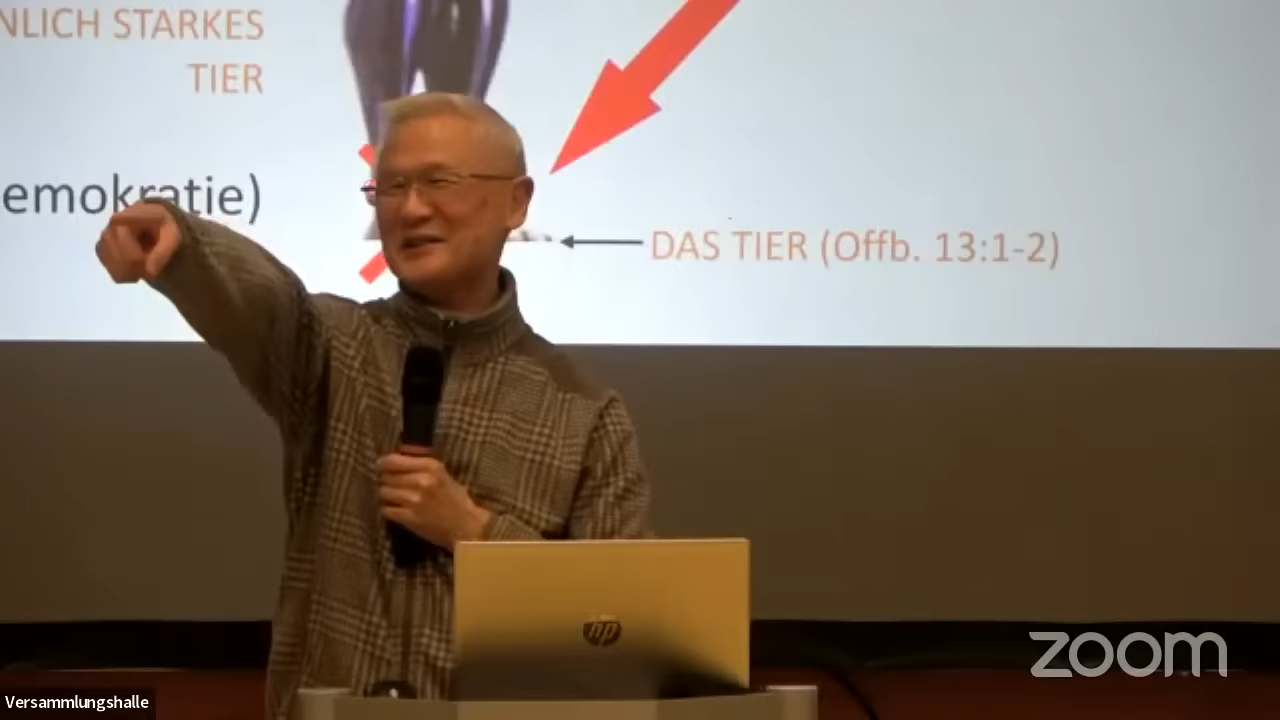 NLICH STARKES
TIER
emokratie)
DAS TIER (Offb. 13:1-2)
hp
zoom
Versammlungshalle